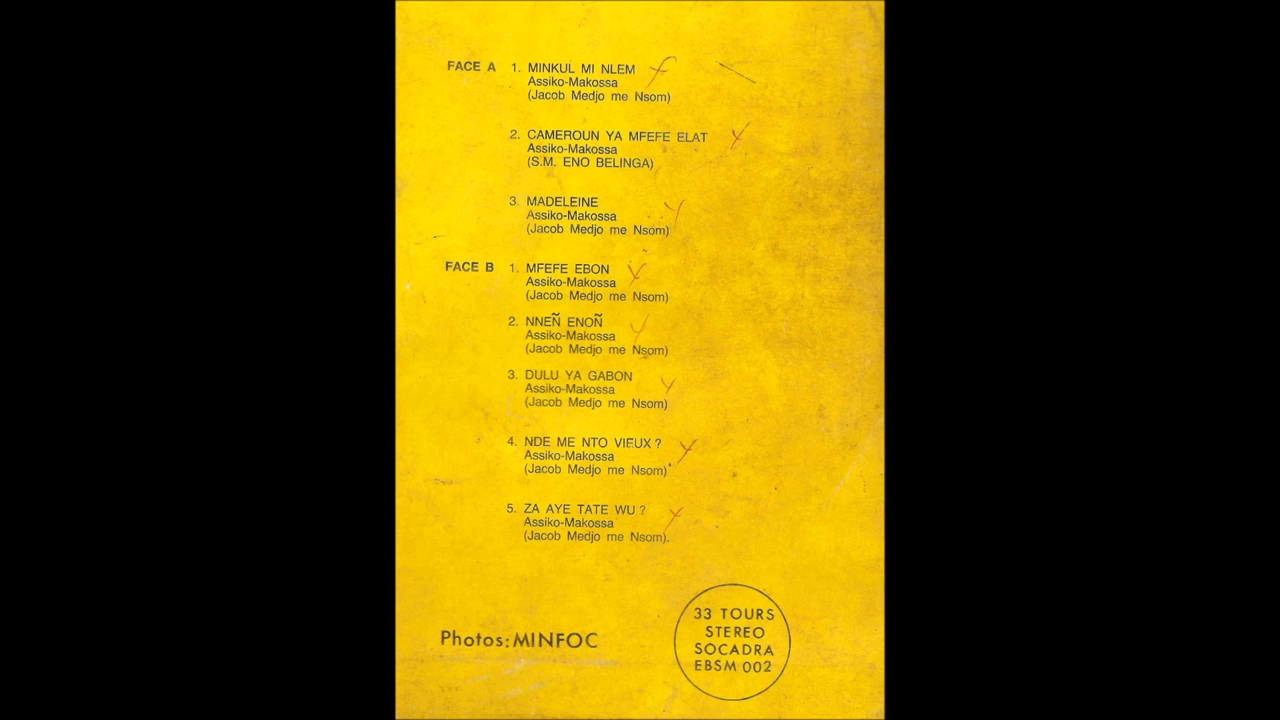 FACE A 1. MINKUL MI NLEM
Assiko-Makossa
(Jacob Medjo me Nsom)
2. CAMEROUN YA MFEFE ELAT
Assiko-Makossa
(S.M. ENO BELINGA)
3. MADELEINE
Assiko-Makossa
(Jacob Medjo me Nsom)
FACE B 1. MFEFE EBON
Assiko-Makossa
(Jacob Medjo me Nsom)
2. NNEÑ ENOÑ
Assiko-Makossa
(Jacob Medjo me Nsom)
3. DULU YA GABON
Assiko-Makossa
(Jacob Medjo me Nsom)
4. NDE ME NTO VIEUX ?
Assiko-Makossa
(Jacob Medjo me Nsom)
5. ZA AYE TATE WU ?
Assiko-Makossa
(Jacob Medjo me Nsom).
Photos: MINFOC
33 TOURS
STEREO
SOCADRA
EBSM 002